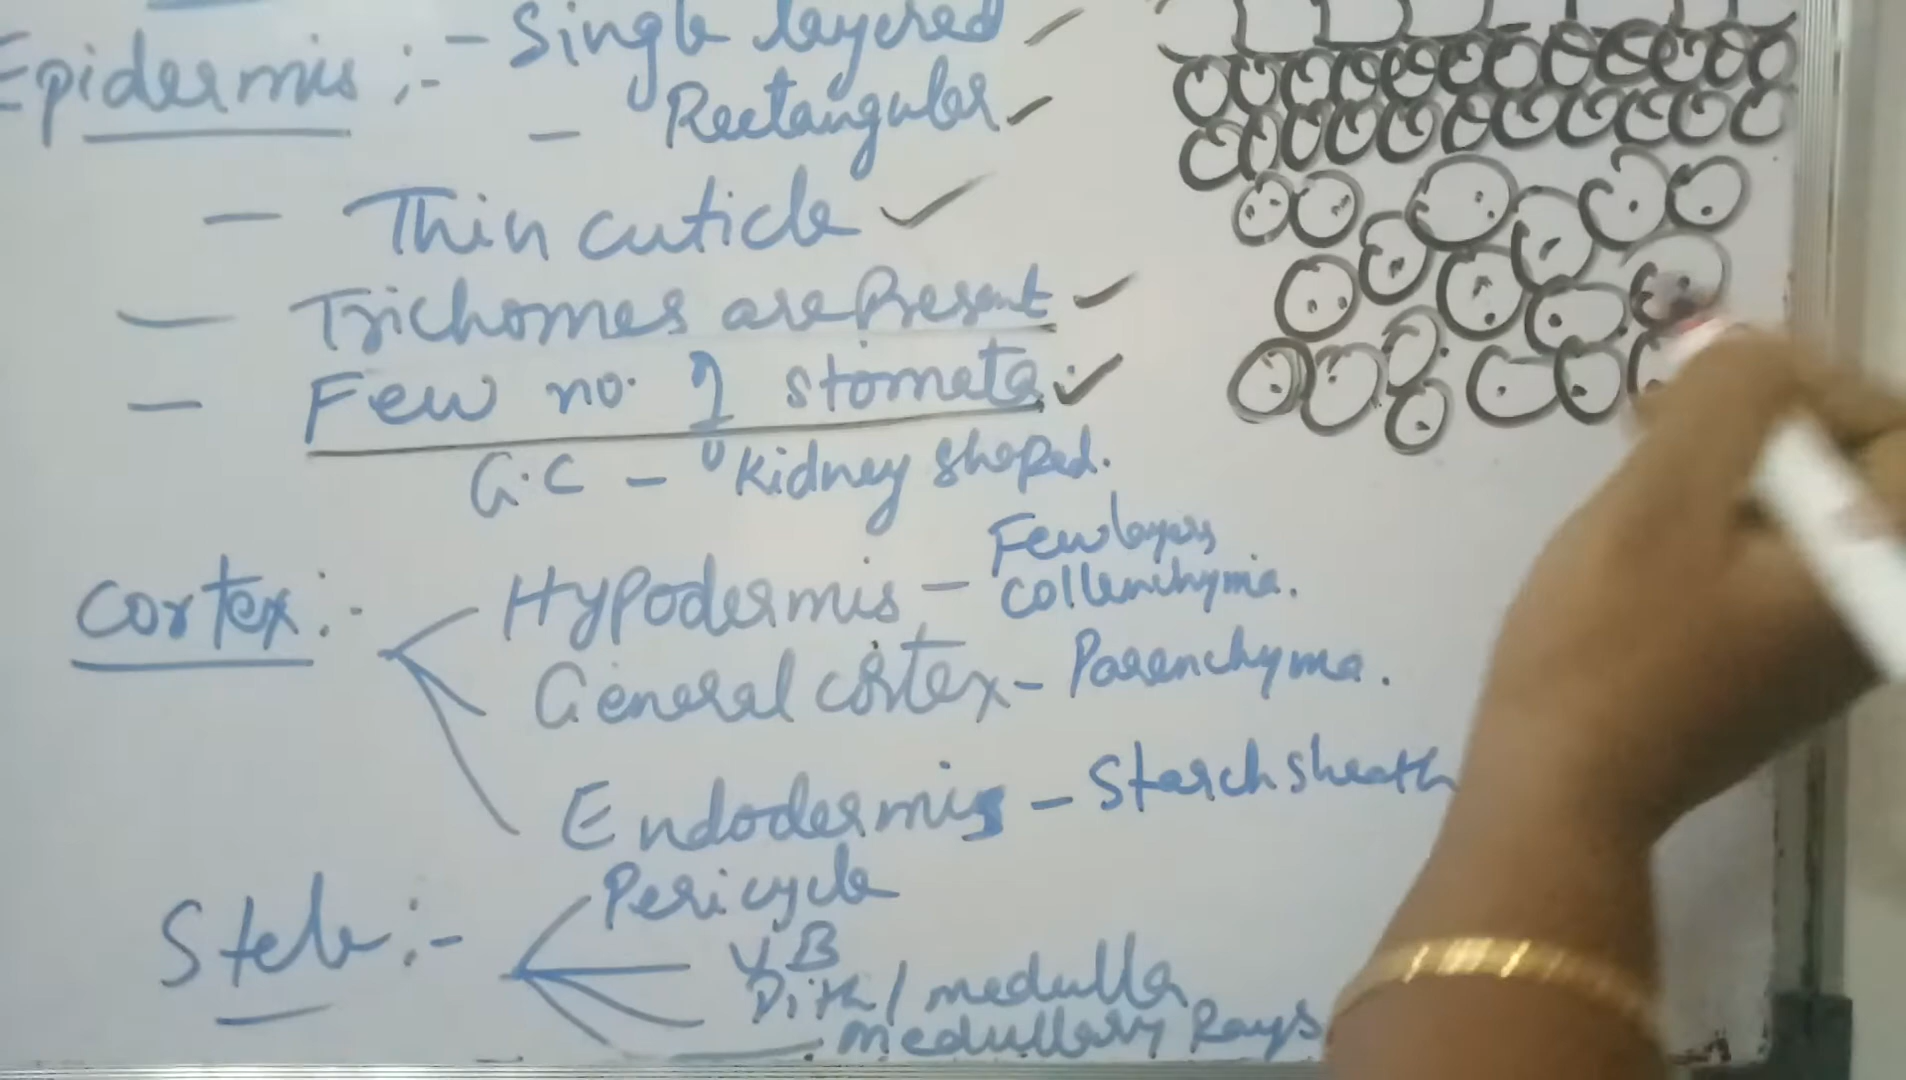 Epidermis :- - Single layered
- Rectangular
- Thin cuticle
- Trichomes are Present
- Few no. of stomata.
G.C - Kidney shaped.
Cortex :- Hypodermis - Few layers collenchyma.
General cortex - Parenchyma.
Endodermis - Starch sheath
Stele :- Pericycle
VB
Pith / medulla
medullary Rays